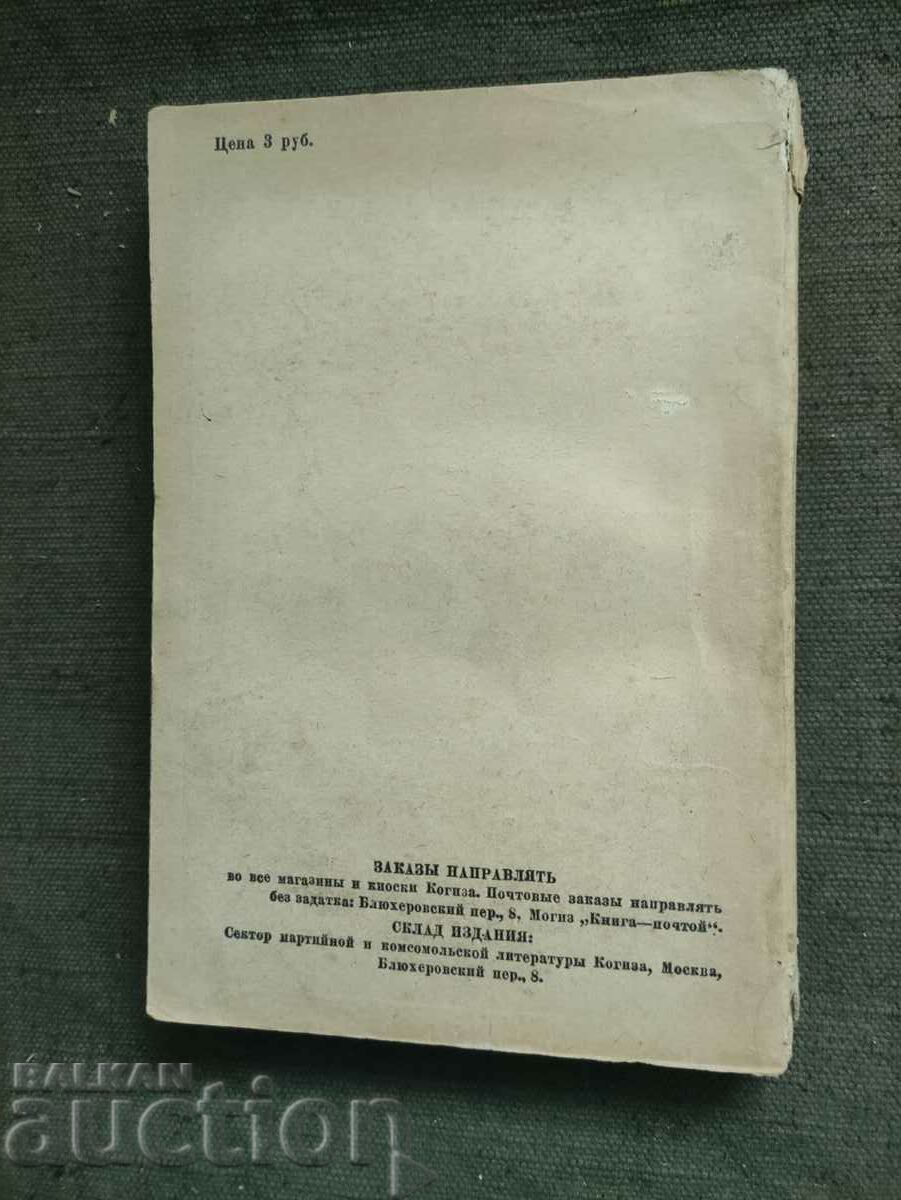 Цена 3 руб.
ЗАКАЗЫ НАПРАВЛЯТЬ
во все магазины и киоски Когиза. Почтовые заказы направлять
без задатка: Блюхеровский пер., 8, Могиз „Книга—почтой“.
СКЛАД ИЗДАНИЯ:
Сектор партийной и комсомольской литературы Когиза, Москва,
Блюхеровский пер., 8.
BALKAN
auction